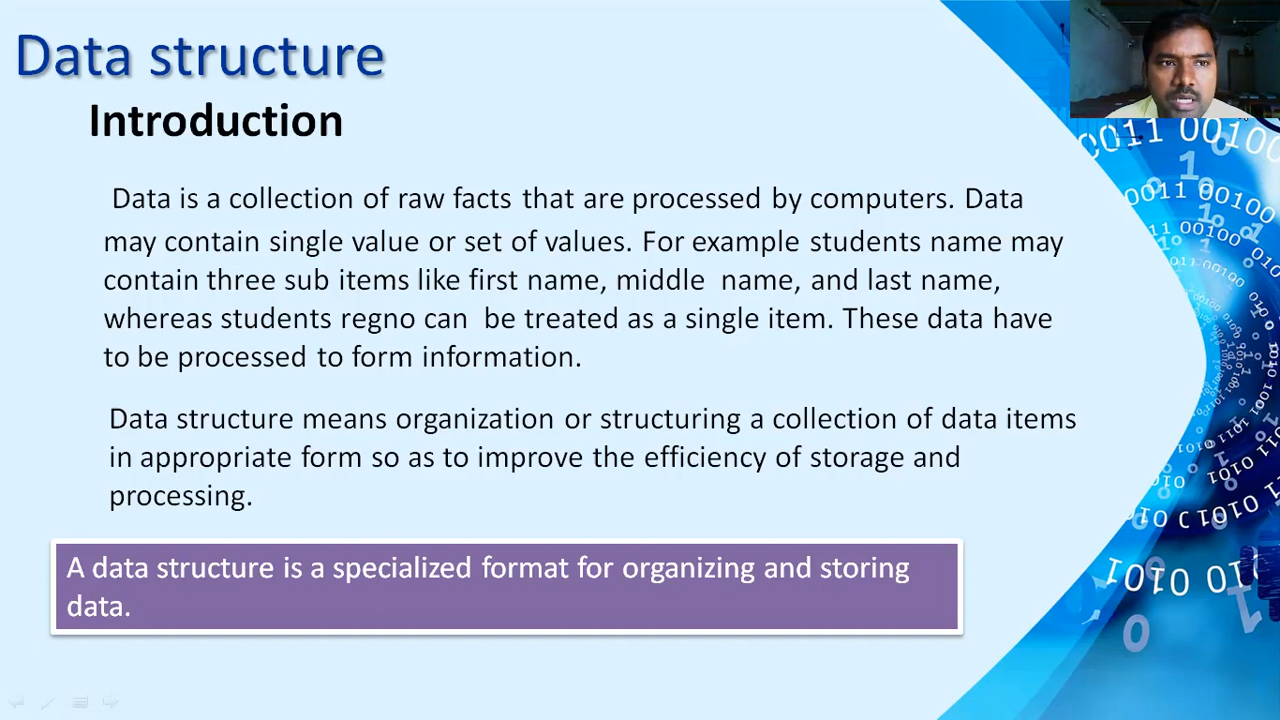 Data structure
Introduction
Data is a collection of raw facts that are processed by computers. Data
may contain single value or set of values. For example students name may
contain three sub items like first name, middle name, and last name,
whereas students regno can be treated as a single item. These data have
to be processed to form information.
Data structure means organization or structuring a collection of data items
in appropriate form so as to improve the efficiency of storage and
processing.
A data structure is a specialized format for organizing and storing
data.